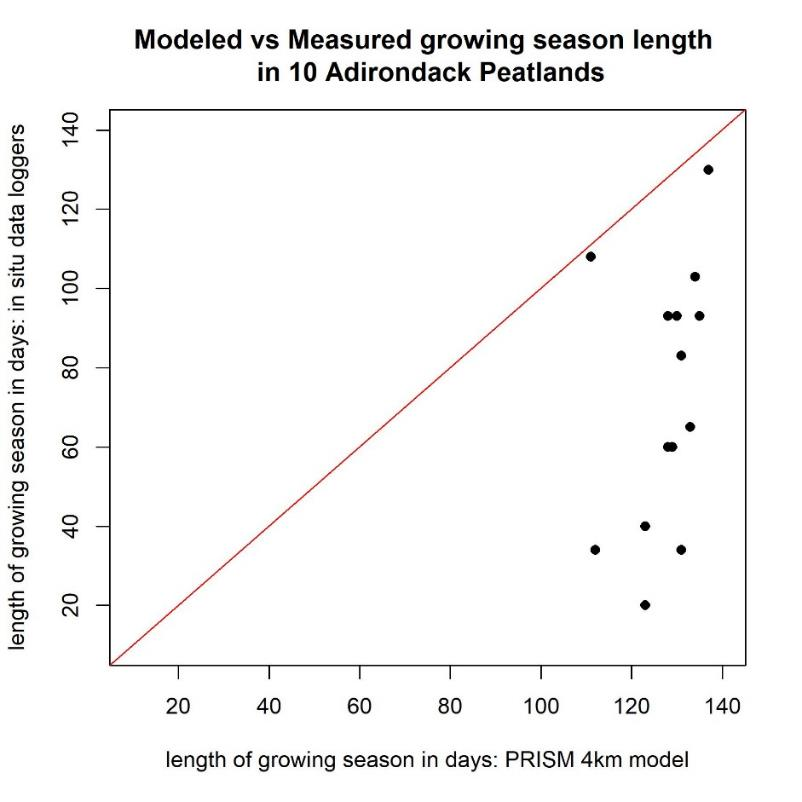 Modeled vs Measured growing season length
in 10 Adirondack Peatlands
length of growing season in days: in situ data loggers
140
120
100
80
60
40
20
20 40 60 80 100 120 140
length of growing season in days: PRISM 4km model